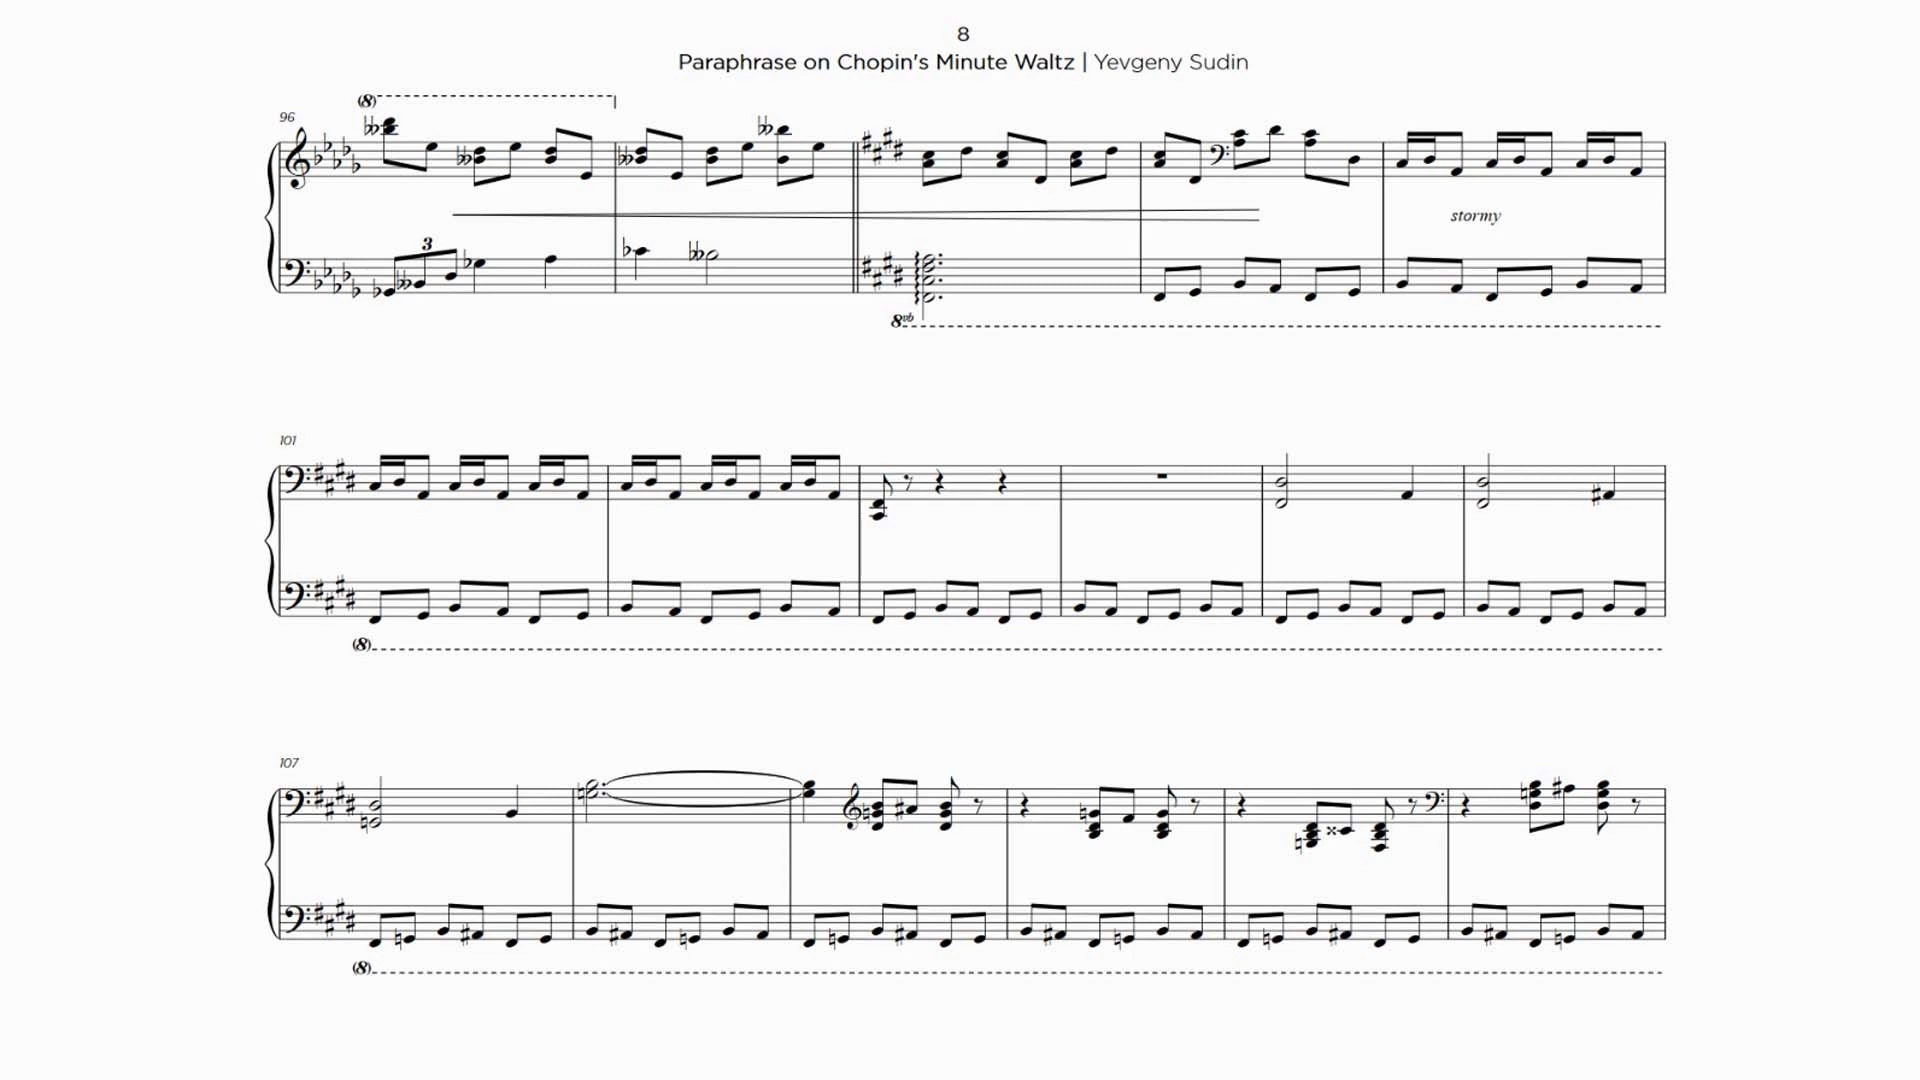 8
Paraphrase on Chopin's Minute Waltz | Yevgeny Sudin
(8)
96
3
stormy
8vb
101
(8)
107
(8)